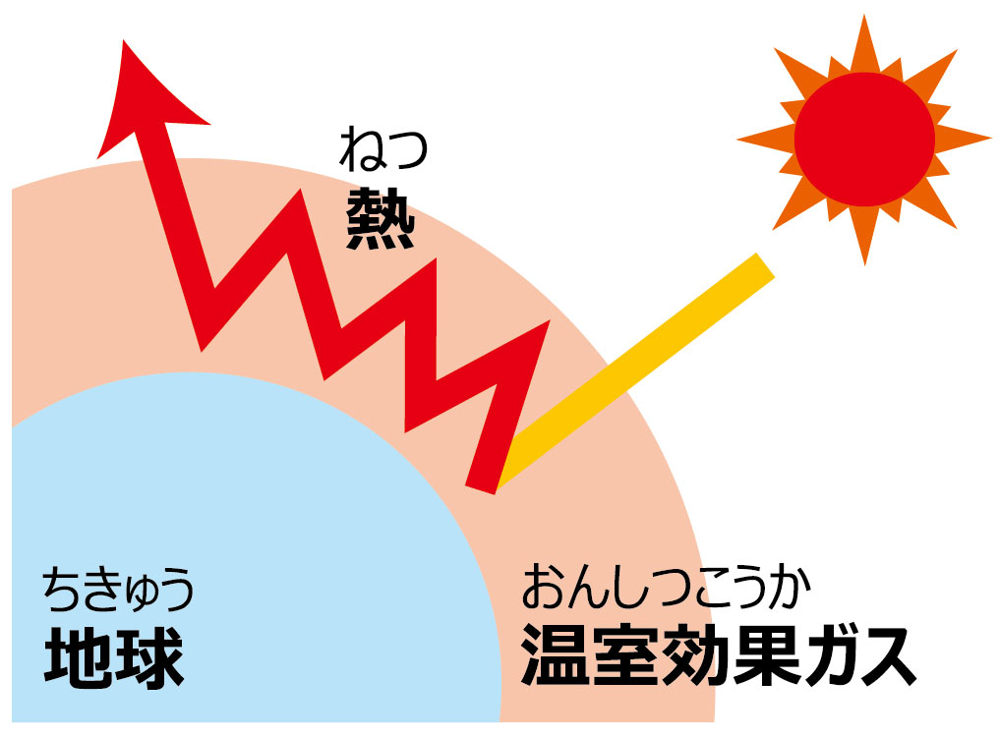 ねつ
熱
ちきゅう
地球
おんしつこうか
温室効果ガス